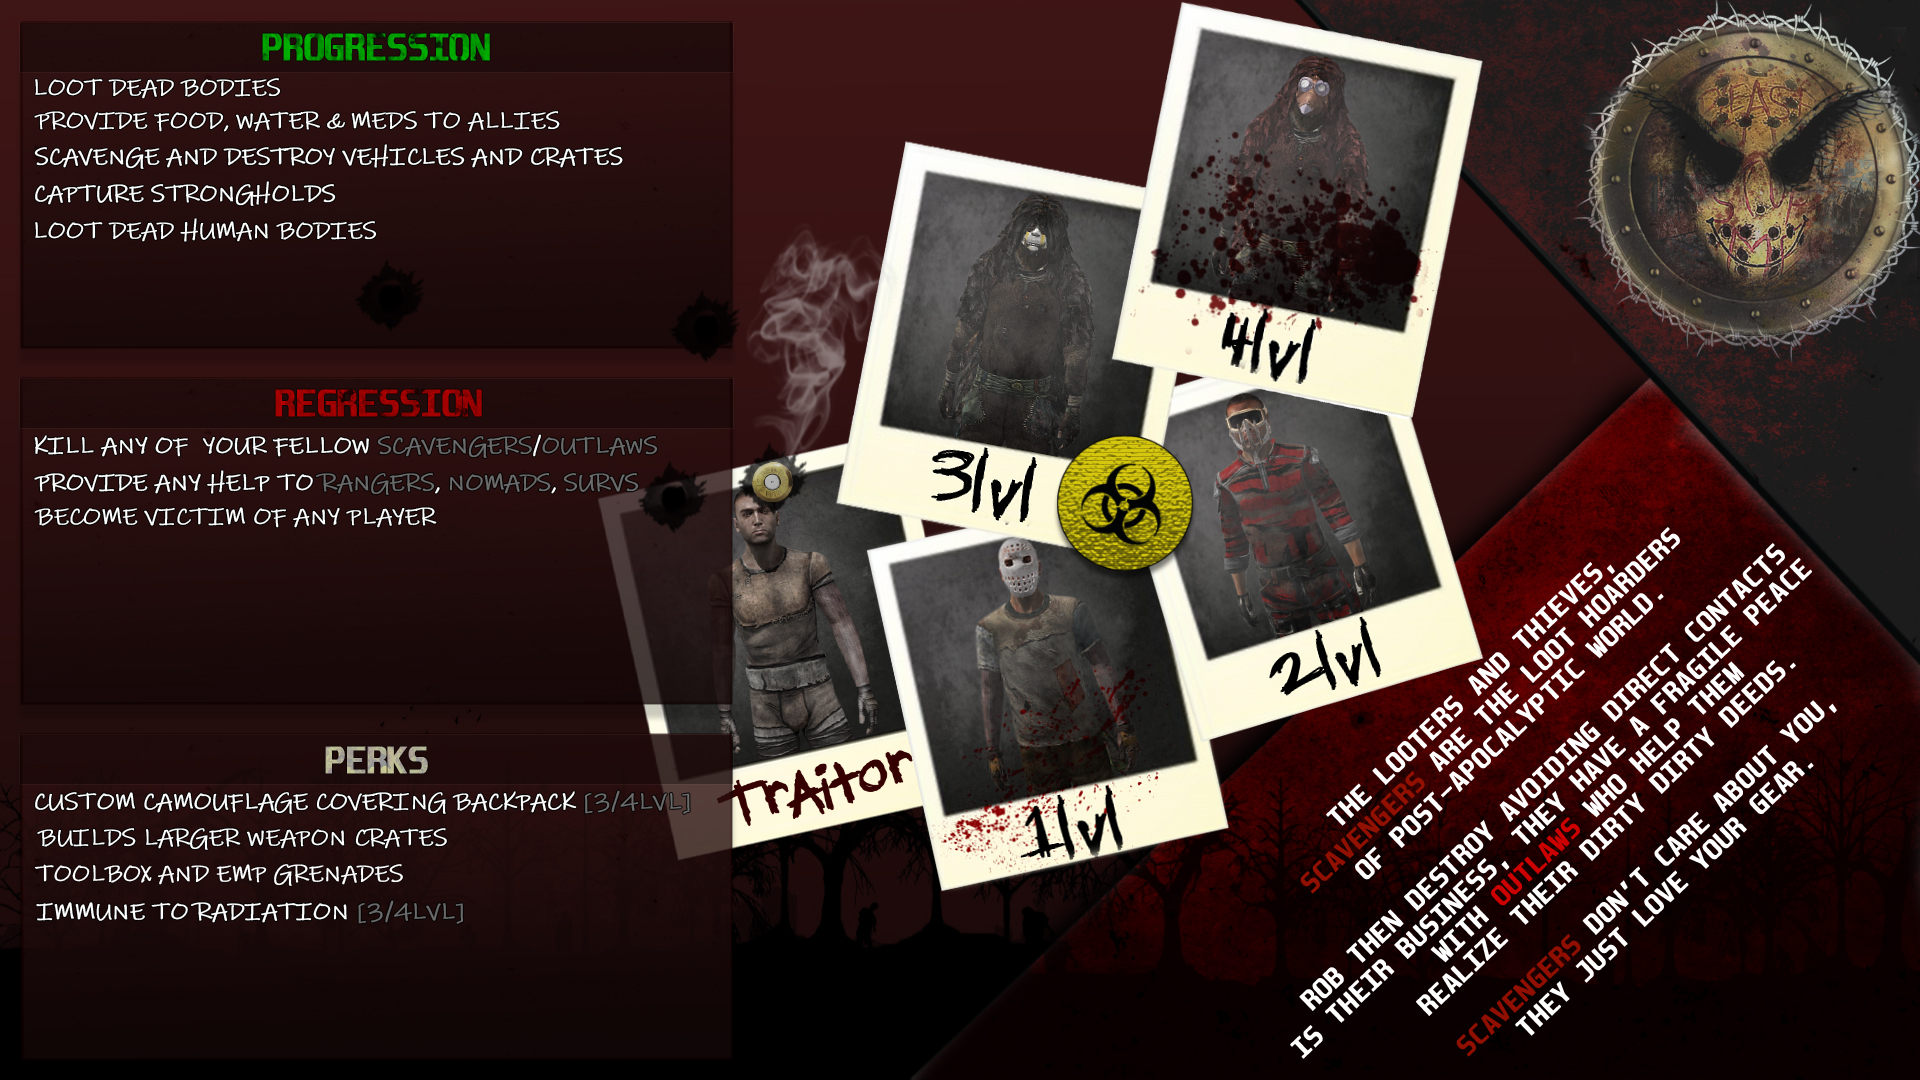 PROGRESSION
LOOT DEAD BODIES
PROVIDE FOOD, WATER & MEDS TO ALLIES
SCAVENGE AND DESTROY VEHICLES AND CRATES
CAPTURE STRONGHOLDS
LOOT DEAD HUMAN BODIES
REGRESSION
KILL ANY OF YOUR FELLOW SCAVENGERS/OUTLAWS
PROVIDE ANY HELP TO RANGERS, NOMADS, SURVS
BECOME VICTIM OF ANY PLAYER
PERKS
CUSTOM CAMOUFLAGE COVERING BACKPACK [3/4LVL]
BUILDS LARGER WEAPON CRATES
TOOLBOX AND EMP GRENADES
IMMUNE TO RADIATION [3/4LVL]
4lvl
3lvl
2lvl
1lvl
TrAitor
THE LOOTERS AND THIEVES,
SCAVENGERS ARE THE LOOT HOARDERS
OF POST-APOCALYPTIC WORLD.
ROB THEN DESTROY AVOIDING DIRECT CONTACTS
IS THEIR BUSINESS, THEY HAVE A FRAGILE PEACE
WITH OUTLAWS WHO HELP THEM
REALIZE THEIR DIRTY DIRTY DEEDS.
SCAVENGERS DON'T CARE ABOUT YOU,
THEY JUST LOVE YOUR GEAR.